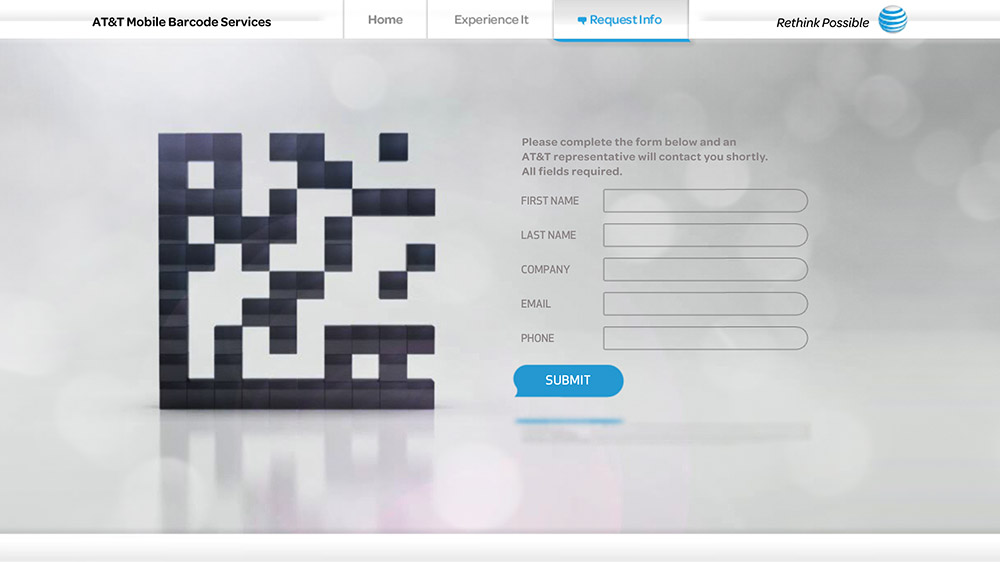 AT&T Mobile Barcode Services
Home
Experience It
Request Info
Rethink Possible
Please complete the form below and an
AT&T representative will contact you shortly.
All fields required.
FIRST NAME
LAST NAME
COMPANY
EMAIL
PHONE
SUBMIT